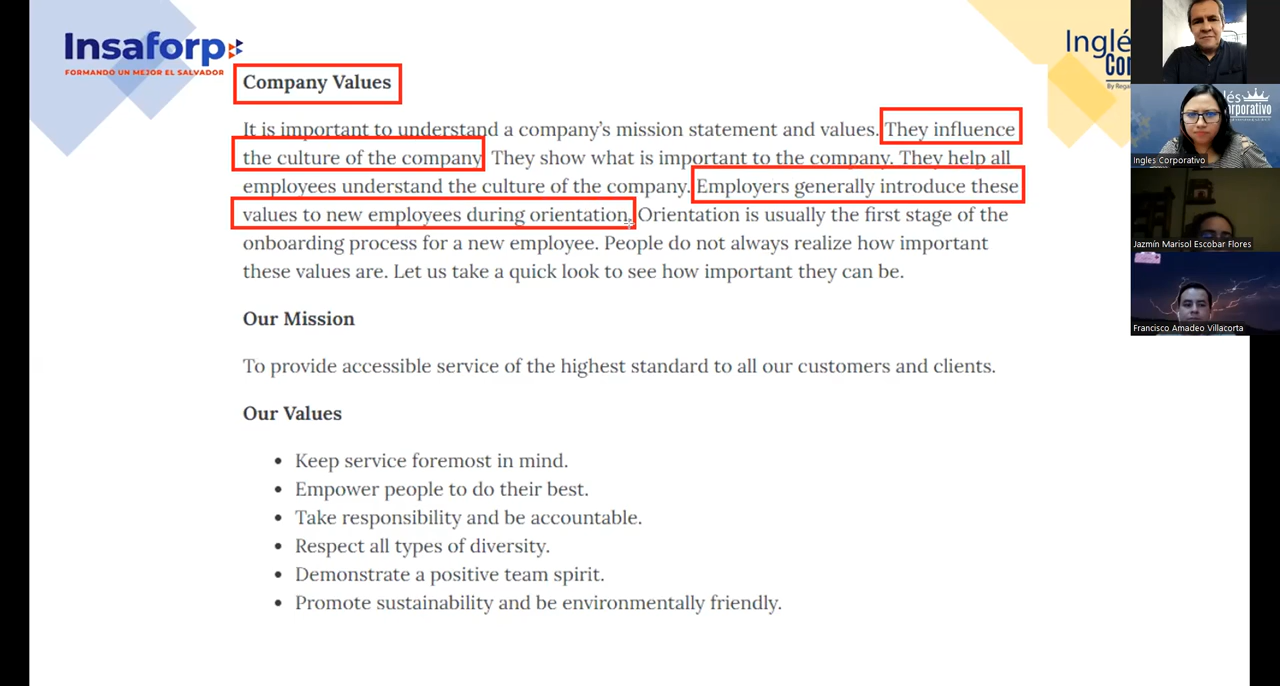 Insaforp
FORMANDO UN MEJOR EL SALVADOR
Inglé
Cor
By Rega
Company Values
It is important to understand a company’s mission statement and values. They influence
the culture of the company. They show what is important to the company. They help all
employees understand the culture of the company. Employers generally introduce these
values to new employees during orientation. Orientation is usually the first stage of the
onboarding process for a new employee. People do not always realize how important
these values are. Let us take a quick look to see how important they can be.
Our Mission
To provide accessible service of the highest standard to all our customers and clients.
Our Values
• Keep service foremost in mind.
• Empower people to do their best.
• Take responsibility and be accountable.
• Respect all types of diversity.
• Demonstrate a positive team spirit.
• Promote sustainability and be environmentally friendly.
és
orporativo
Ingles Corporativo
Jazmín Marisol Escobar Flores
Francisco Amadeo Villacorta